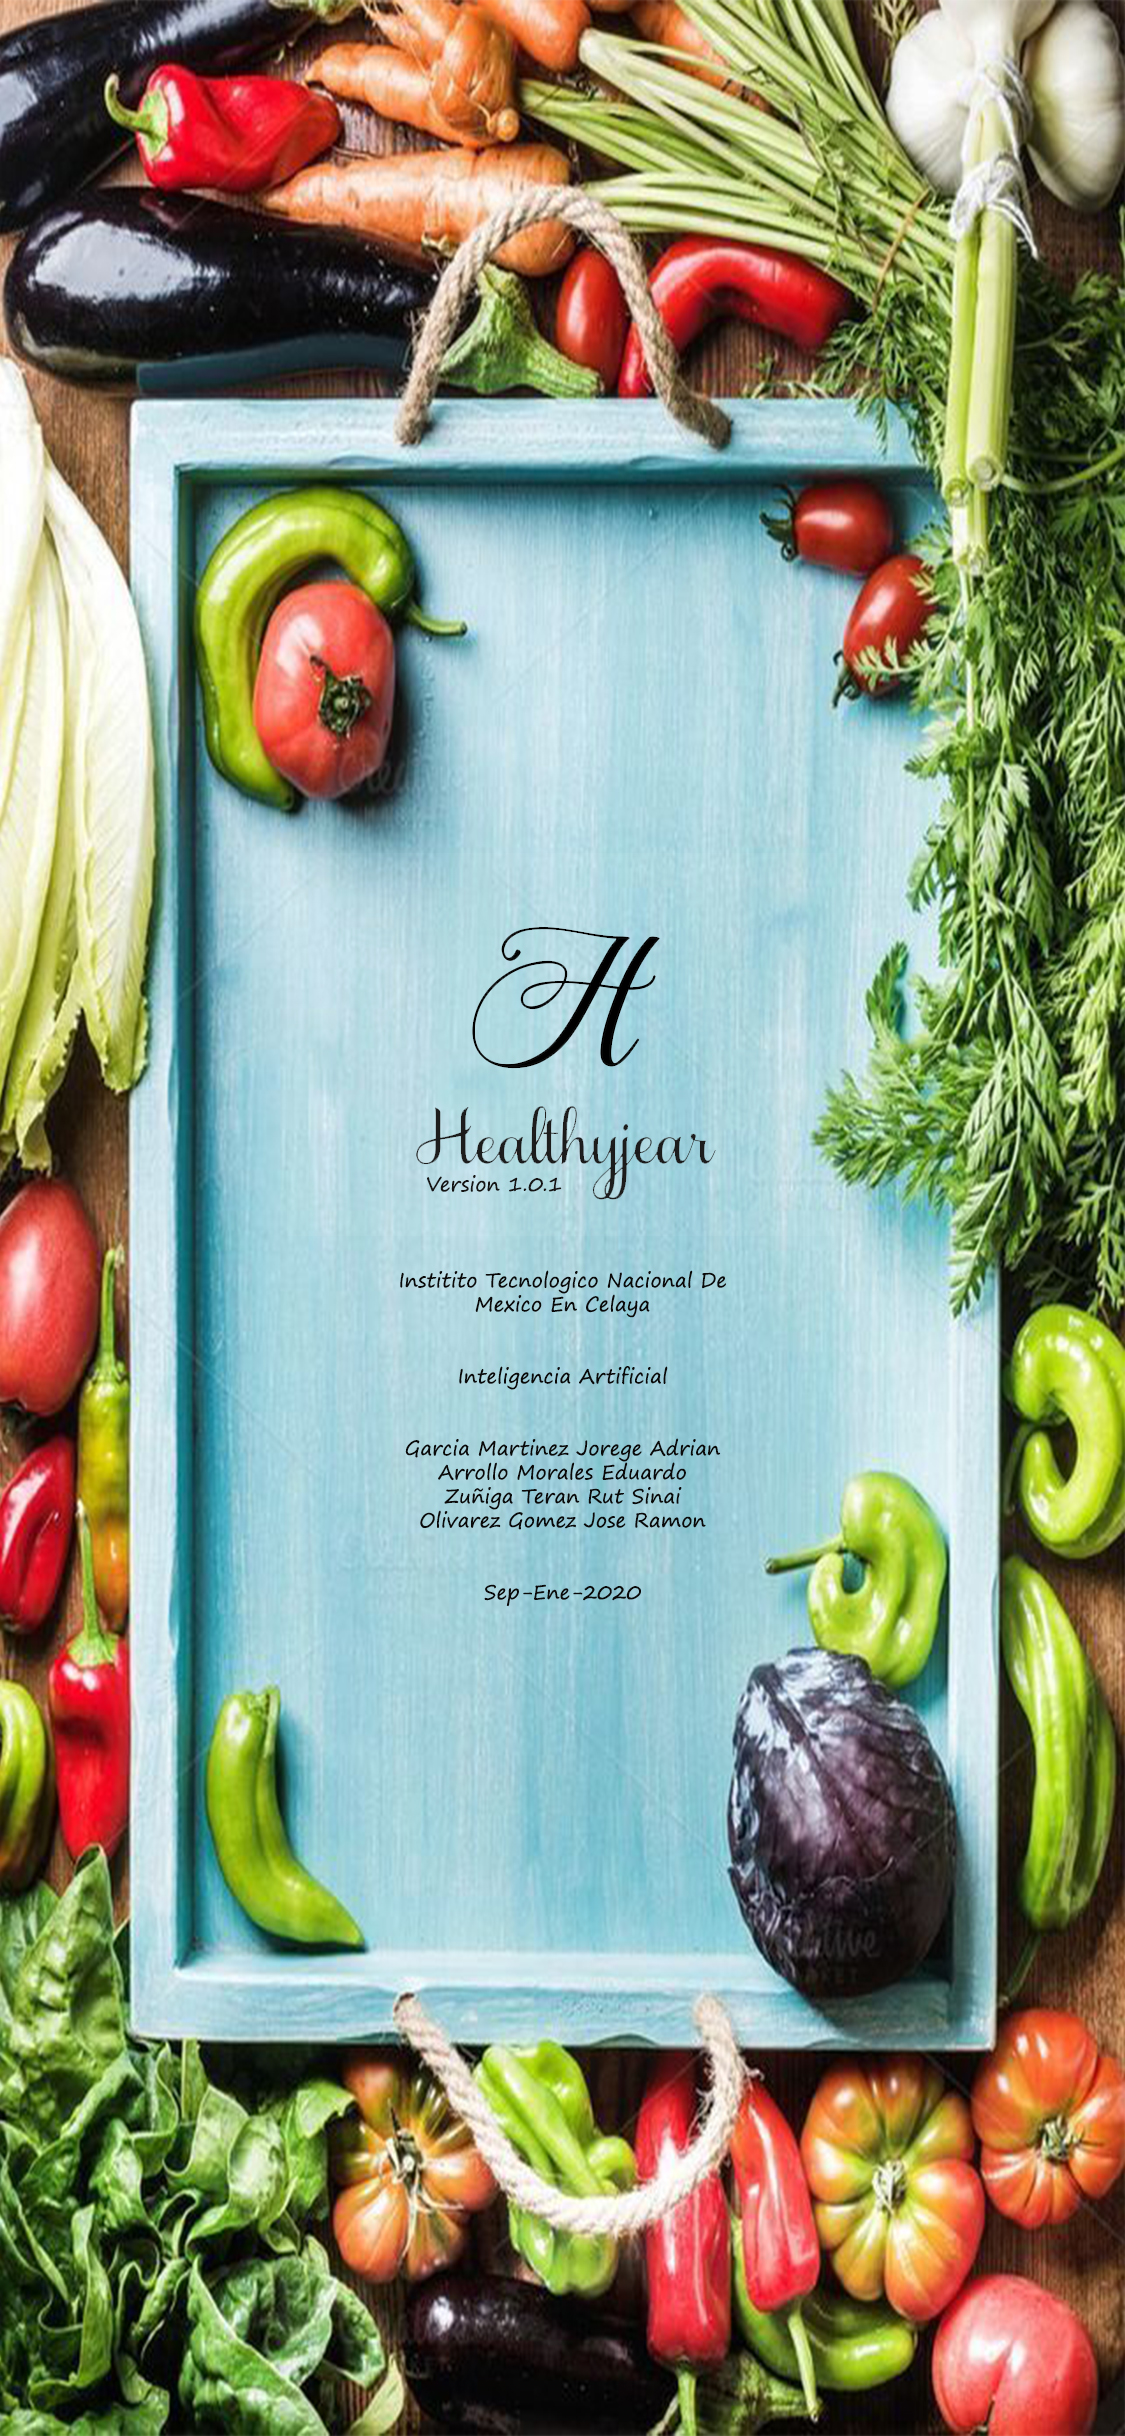 H
Healthyjear
Version 1.0.1
Institito Tecnologico Nacional De
Mexico En Celaya
Inteligencia Artificial
Garcia Martinez Jorege Adrian
Arrollo Morales Eduardo
Zuñiga Teran Rut Sinai
Olivarez Gomez Jose Ramon
Sep-Ene-2020